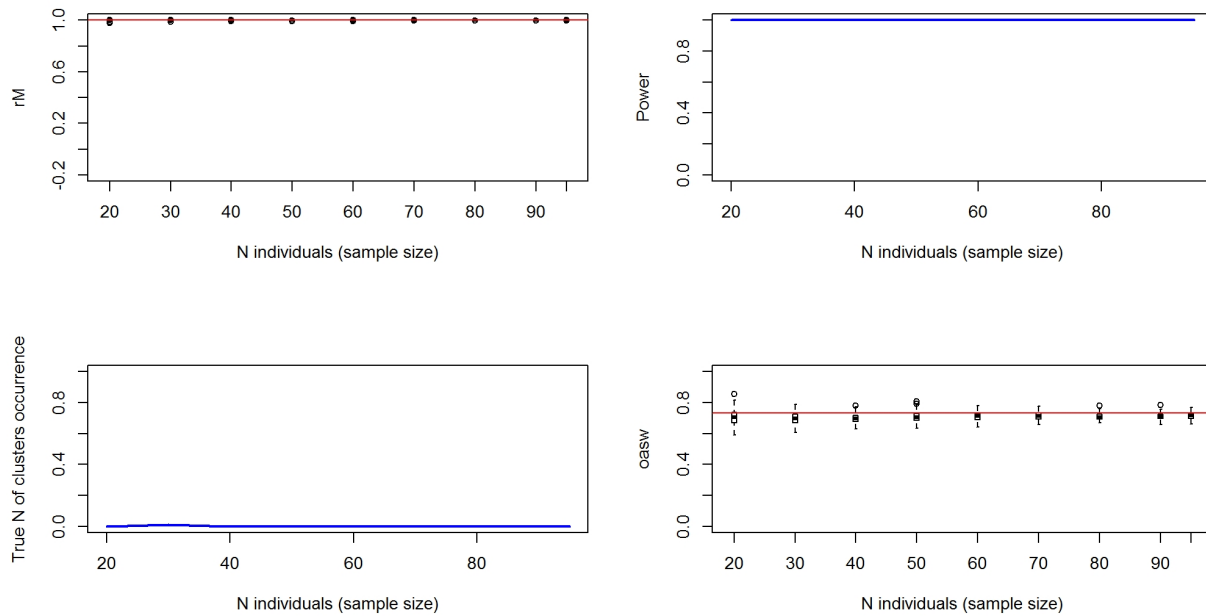 rM
1.0
0.6
0.2
-0.2
20 30 40 50 60 70 80 90
N individuals (sample size)
Power
0.8
0.4
0.0
20 40 60 80
N individuals (sample size)
True N of clusters occurrence
0.8
0.4
0.0
20 40 60 80
N individuals (sample size)
oasw
0.8
0.4
0.0
20 30 40 50 60 70 80 90
N individuals (sample size)